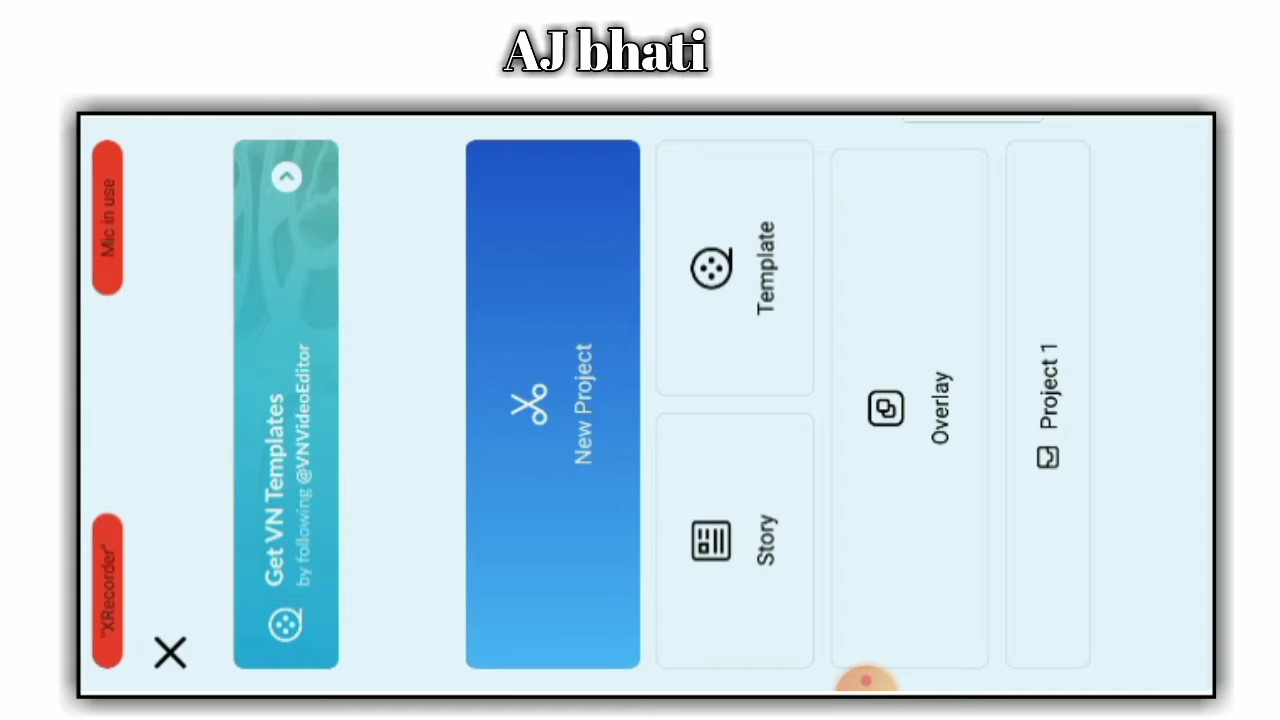 AJ bhati
"XRecorder"
Mic in use
Get VN Templates
by following @VNVideoEditor
New Project
Story
Template
Overlay
Project 1